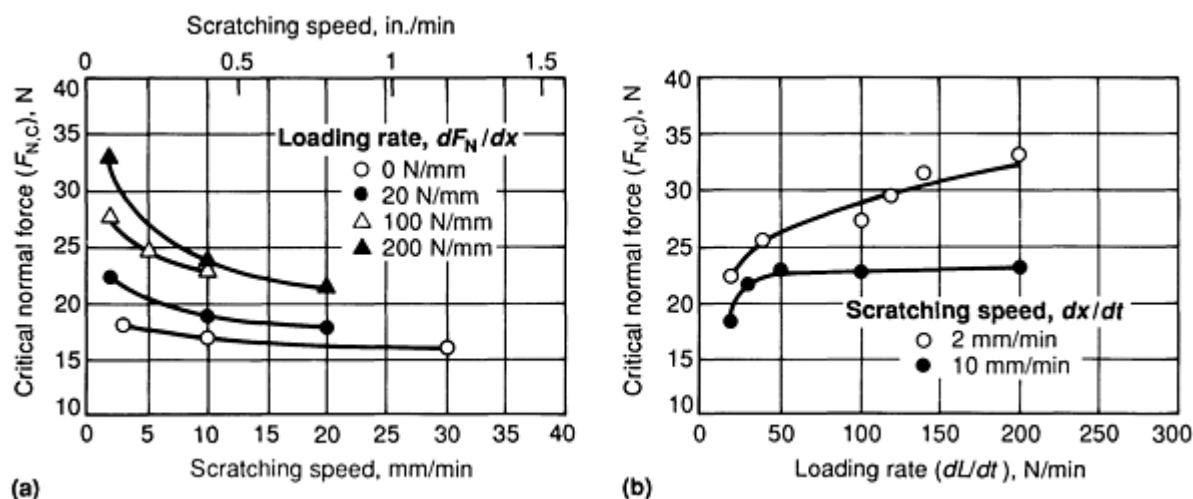 Scratching speed, in./min
0 0.5 1 1.5
Critical normal force (F_N,C), N
40
35
30
25
20
15
10
Loading rate, dF_N/dx
0 N/mm
20 N/mm
100 N/mm
200 N/mm
0 5 10 20 30 40
Scratching speed, mm/min
(a)
Critical normal force (F_N,C), N
40
35
30
25
20
15
10
Scratching speed, dx/dt
2 mm/min
10 mm/min
0 50 100 150 200 250 300
Loading rate (dL/dt), N/min
(b)